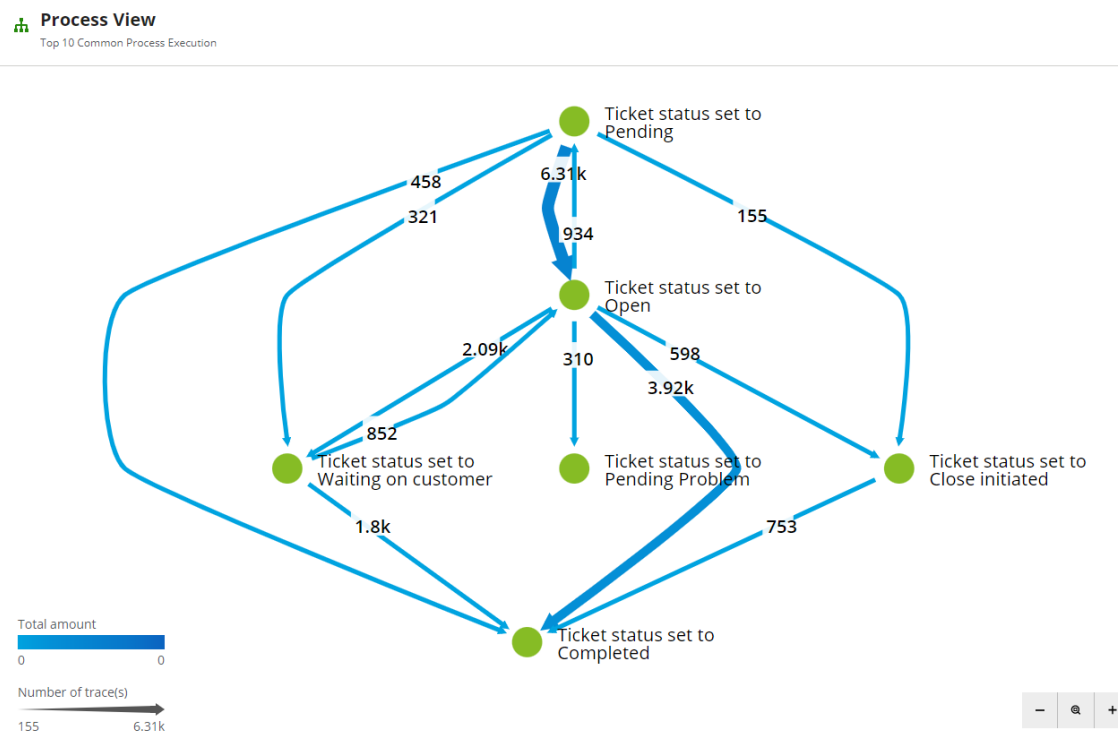 Process View
Top 10 Common Process Execution
Ticket status set to
Pending
458
6.31k
321
155
934
Ticket status set to
Open
2.09k
310
598
3.92k
852
Ticket status set to
Waiting on customer
Ticket status set to
Pending Problem
Ticket status set to
Close initiated
1.8k
753
Ticket status set to
Completed
Total amount
0 0
Number of trace(s)
155 6.31k